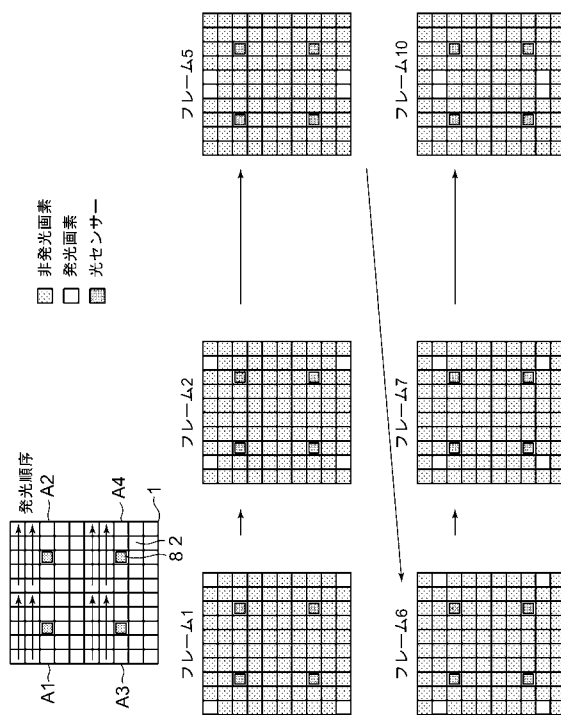 非発光画素
発光画素
光センサー
発光順序
A1
A2
A3
A4
1
2
8
フレーム1
フレーム2
フレーム5
フレーム6
フレーム7
フレーム10